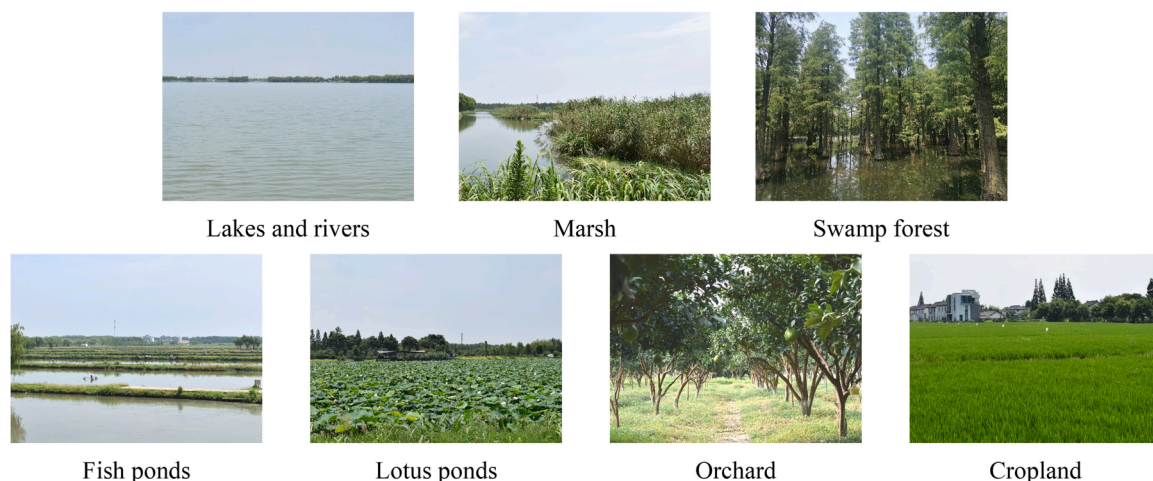 Lakes and rivers
Marsh
Swamp forest
Fish ponds
Lotus ponds
Orchard
Cropland